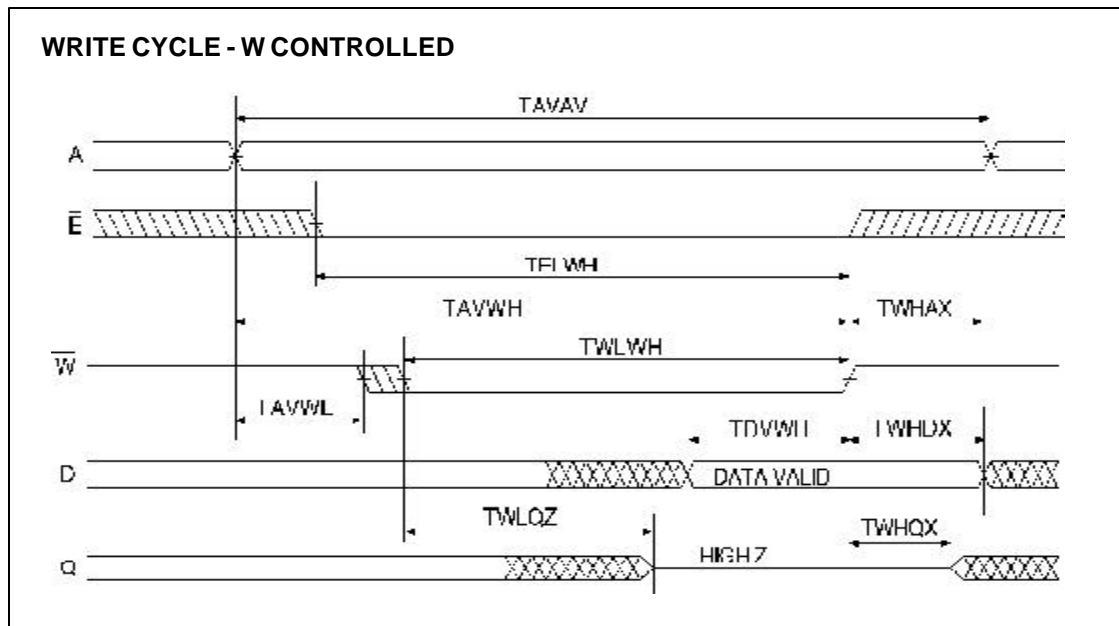 WRITE CYCLE - W CONTROLLED
TAVAV
A
E
TELWH
TAVWH
TWHAX
W
TWLWH
TAVWL
TDVWH
TWHDX
D
DATA VALID
TWLQZ
TWHQX
Q
HIGH Z